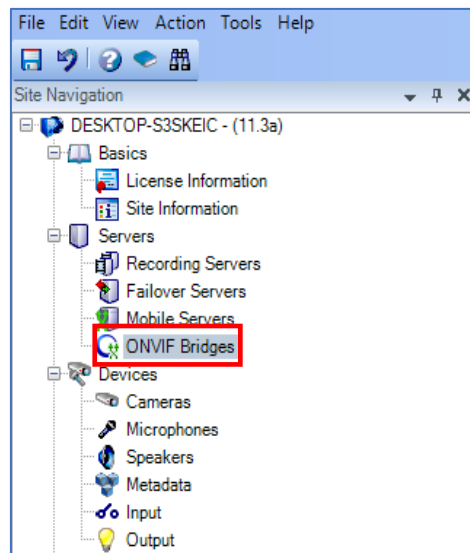 File Edit View Action Tools Help
Site Navigation
DESKTOP-S3SKEIC - (11.3a)
Basics
License Information
Site Information
Servers
Recording Servers
Failover Servers
Mobile Servers
ONVIF Bridges
Devices
Cameras
Microphones
Speakers
Metadata
Input
Output